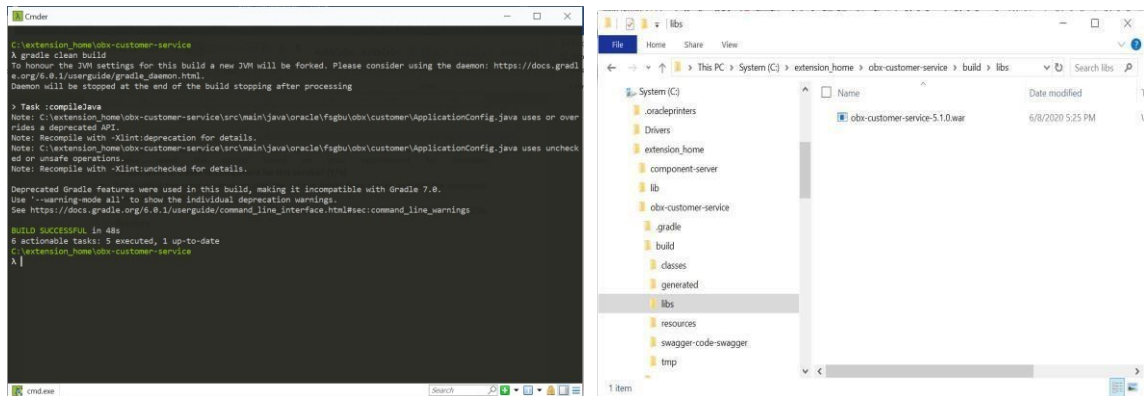 Cmder
C:\extension_home\obx-customer-service
λ gradle clean build
To honour the JVM settings for this build a new JVM will be forked. Please consider using the daemon: https://docs.gradl
e.org/6.0.1/userguide/gradle_daemon.html.
Daemon will be stopped at the end of the build stopping after processing
> Task :compileJava
Note: C:\extension_home\obx-customer-service\src\main\java\oracle\fsgbu\obx\customer\ApplicationConfig.java uses or over
rides a deprecated API.
Note: Recompile with -Xlint:deprecation for details.
Note: C:\extension_home\obx-customer-service\src\main\java\oracle\fsgbu\obx\customer\ApplicationConfig.java uses uncheck
ed or unsafe operations.
Note: Recompile with -Xlint:unchecked for details.
Deprecated Gradle features were used in this build, making it incompatible with Gradle 7.0.
Use '--warning-mode all' to show the individual deprecation warnings.
See https://docs.gradle.org/6.0.1/userguide/command_line_interface.html#sec:command_line_warnings
BUILD SUCCESSFUL in 48s
6 actionable tasks: 5 executed, 1 up-to-date
C:\extension_home\obx-customer-service
λ
cmd.exe
Search
libs
File Home Share View
This PC > System (C:) > extension_home > obx-customer-service > build > libs
Search libs
System (C:)
.oracleprinters
Drivers
extension_home
component-server
lib
obx-customer-service
.gradle
build
classes
generated
libs
resources
swagger-code-swagger
tmp
Name Date modified
obx-customer-service-5.1.0.war 6/8/2020 5:25 PM
1 item